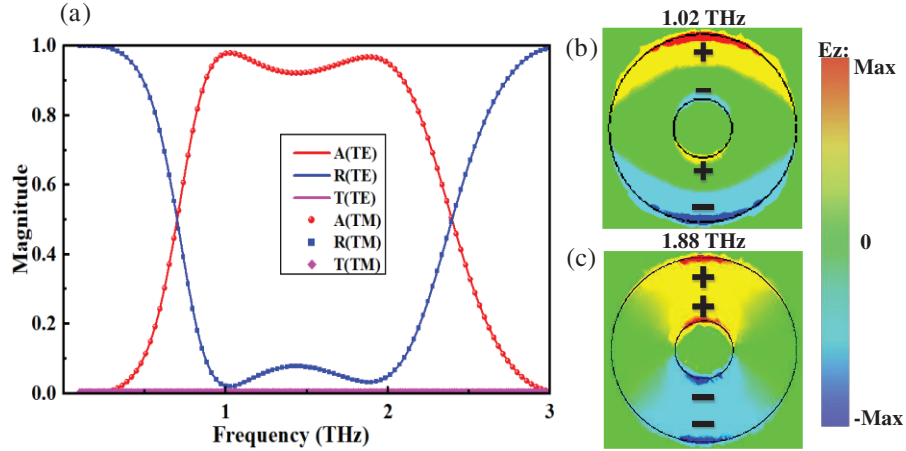 (a)
1.0
0.8
0.6
0.4
0.2
0.0
Magnitude
A(TE)
R(TE)
T(TE)
A(TM)
R(TM)
T(TM)
1
2
3
Frequency (THz)
(b)
1.02 THz
+
-
+
-
(c)
1.88 THz
+
+
-
-
Ez:
Max
0
-Max